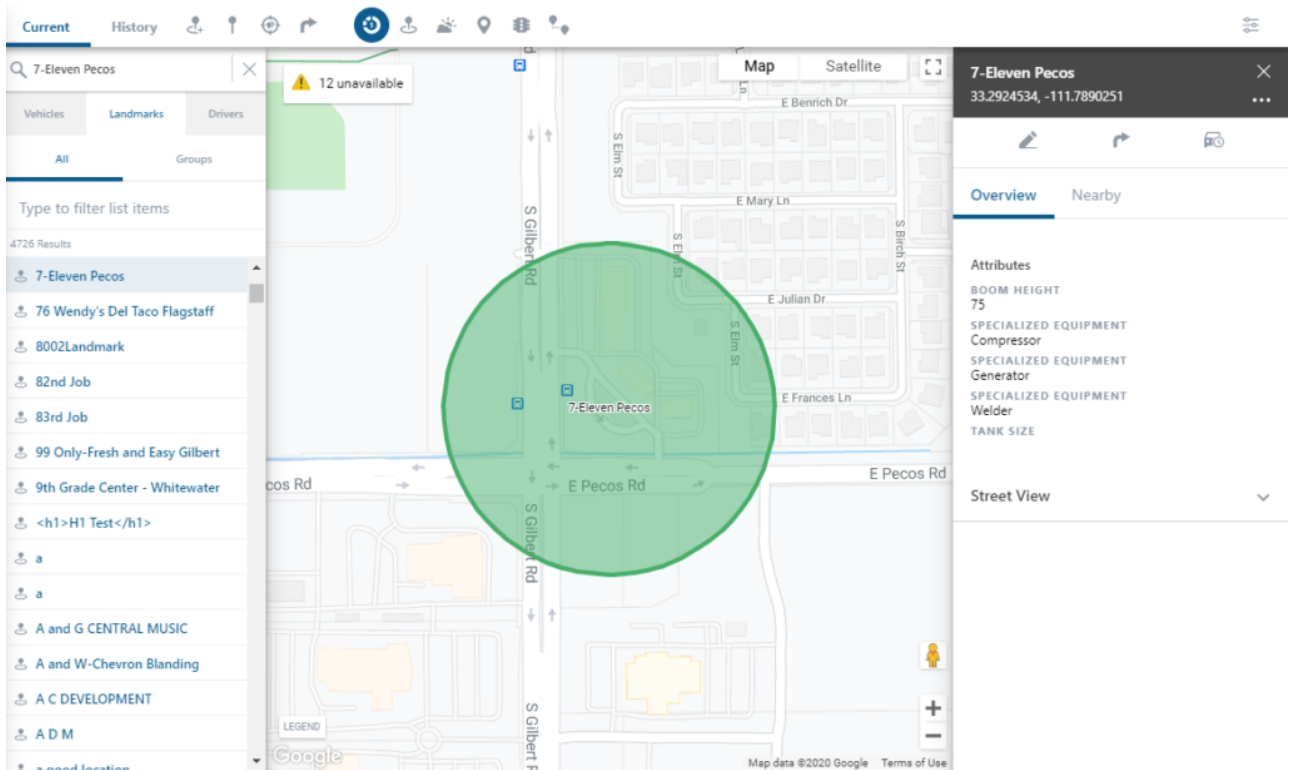 Current
History
7-Eleven Pecos
Vehicles
Landmarks
Drivers
All
Groups
Type to filter list items
4726 Results
7-Eleven Pecos
76 Wendy's Del Taco Flagstaff
8002Landmark
82nd Job
83rd Job
99 Only-Fresh and Easy Gilbert
9th Grade Center - Whitewater
<h1>H1 Test</h1>
a
a
A and G CENTRAL MUSIC
A and W-Chevron Blanding
A C DEVELOPMENT
A D M
a good location
12 unavailable
Map
Satellite
Ln
E Benrich Dr
S Elm St
E Mary Ln
S Gilbert Rd
S Elm St
S Birch St
E Julian Dr
S Elm St
E Frances Ln
7-Eleven Pecos
cos Rd
E Pecos Rd
E Pecos Rd
S Gilbert Rd
S Gilbert R
LEGEND
Google
Map data ©2020 Google
Terms of Use
7-Eleven Pecos
33.2924534, -111.7890251
Overview
Nearby
Attributes
BOOM HEIGHT
75
SPECIALIZED EQUIPMENT
Compressor
SPECIALIZED EQUIPMENT
Generator
SPECIALIZED EQUIPMENT
Welder
TANK SIZE
Street View